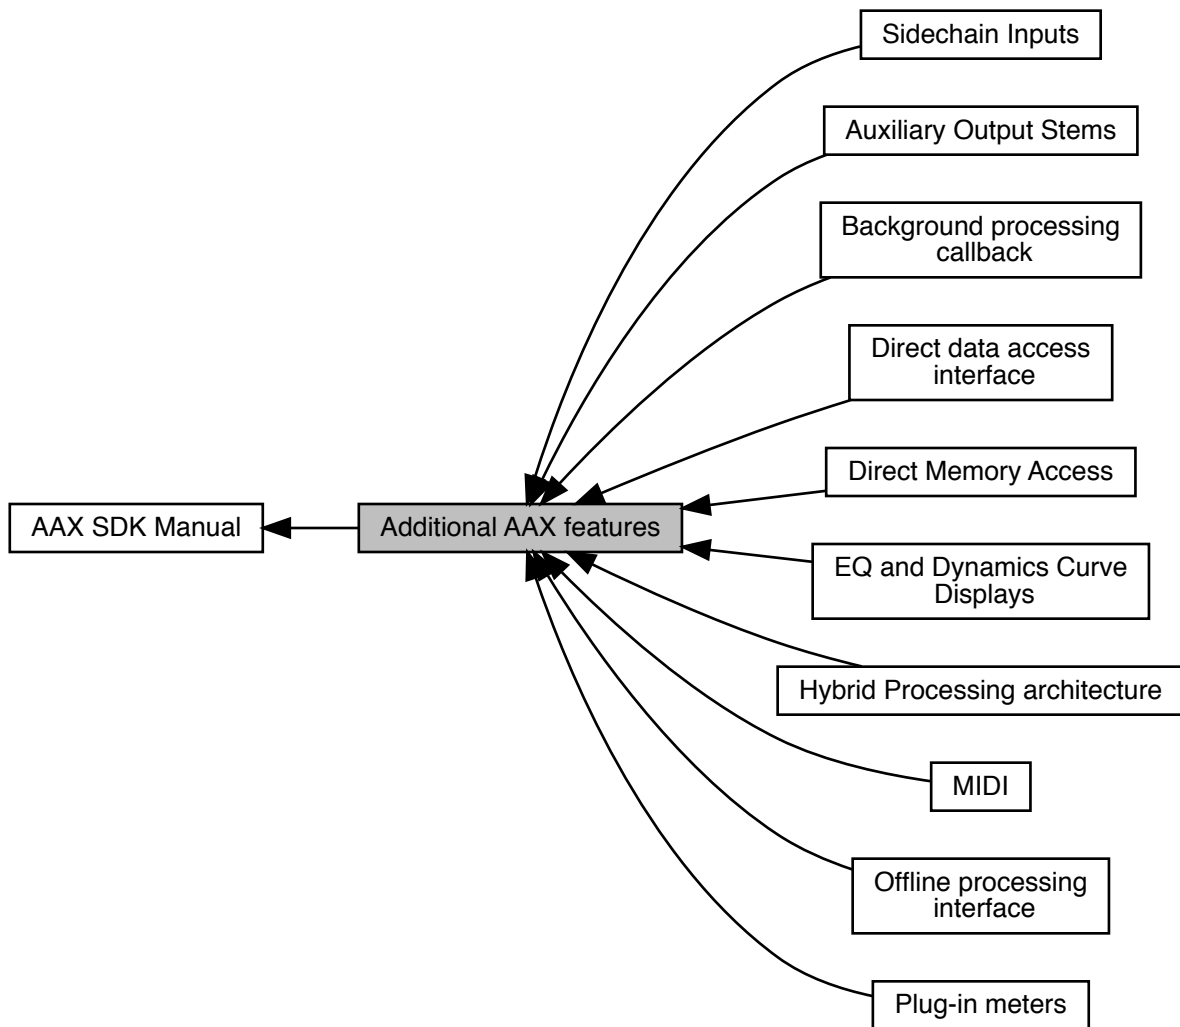 Sidechain Inputs
Auxiliary Output Stems
Background processing
callback
Direct data access
interface
Direct Memory Access
AAX SDK Manual
Additional AAX features
EQ and Dynamics Curve
Displays
Hybrid Processing architecture
MIDI
Offline processing
interface
Plug-in meters